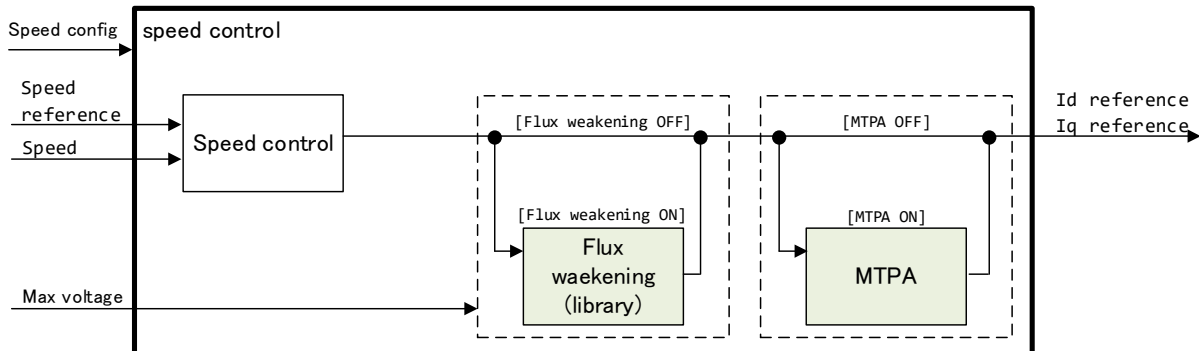 Speed config
speed control
Speed
reference
Speed
Speed control
[Flux weakening OFF]
[MTPA OFF]
Id reference
Iq reference
[Flux weakening ON]
[MTPA ON]
Flux
waekening
(library)
MTPA
Max voltage